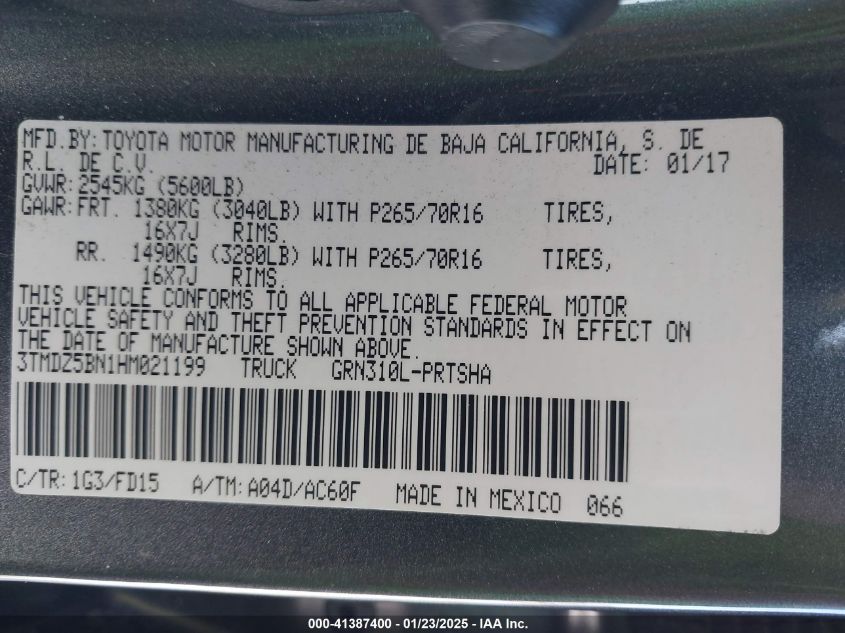 MFD.BY:TOYOTA MOTOR MANUFACTURING DE BAJA CALIFORNIA, S. DE
R.L. DE C.V. DATE: 01/17
GVWR:2545KG (5600LB)
GAWR:FRT. 1380KG (3040LB) WITH P265/70R16 TIRES,
16X7J RIMS.
RR. 1490KG (3280LB) WITH P265/70R16 TIRES,
16X7J RIMS.
THIS VEHICLE CONFORMS TO ALL APPLICABLE FEDERAL MOTOR
VEHICLE SAFETY AND THEFT PREVENTION STANDARDS IN EFFECT ON
THE DATE OF MANUFACTURE SHOWN ABOVE.
3TMDZ5BN1HM021199 TRUCK GRN310L-PRTSHA
C/TR:1G3/FD15 A/TM:A04D/AC60F MADE IN MEXICO 066
000-41387400 - 01/23/2025 - IAA Inc.